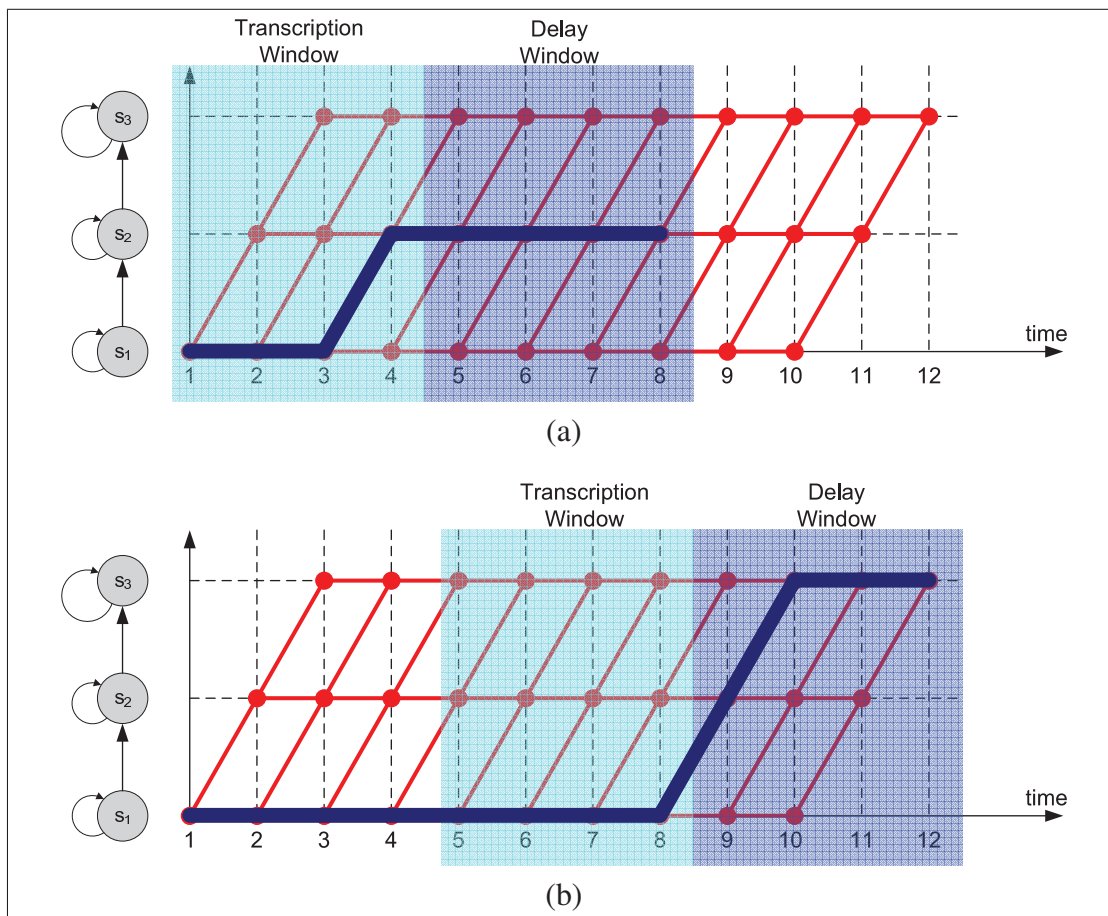 Transcription Window
Delay Window
s3
s2
s1
time
1 2 3 4 5 6 7 8 9 10 11 12
(a)
Transcription Window
Delay Window
s3
s2
s1
time
1 2 3 4 5 6 7 8 9 10 11 12
(b)